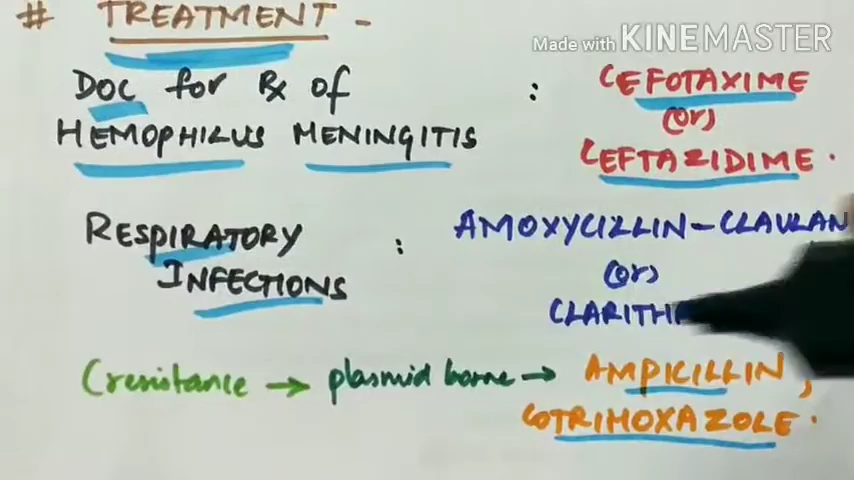 Made with KINEMASTER
# TREATMENT -
DOC for Rx of : CEFOTAXIME
(or)
HEMOPHILUS MENINGITIS CEFTAZIDIME.
RESPIRATORY : AMOXYCILLIN-CLAVULAN
INFECTIONS (or)
(resistance → plasmid borne → AMPICILLIN,
COTRIMOXAZOLE.